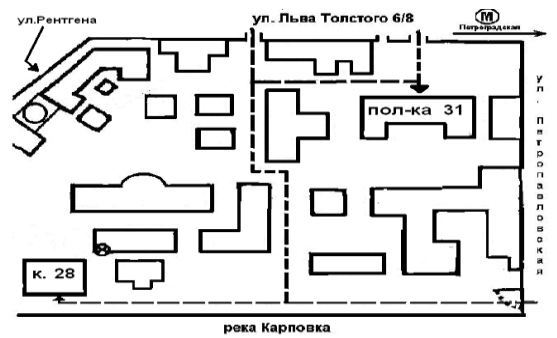 ул.Рентгена
ул. Льва Толстого 6/8
М
Петроградская
пол-ка 31
ул. Петропавловская
к. 28
река Карповка